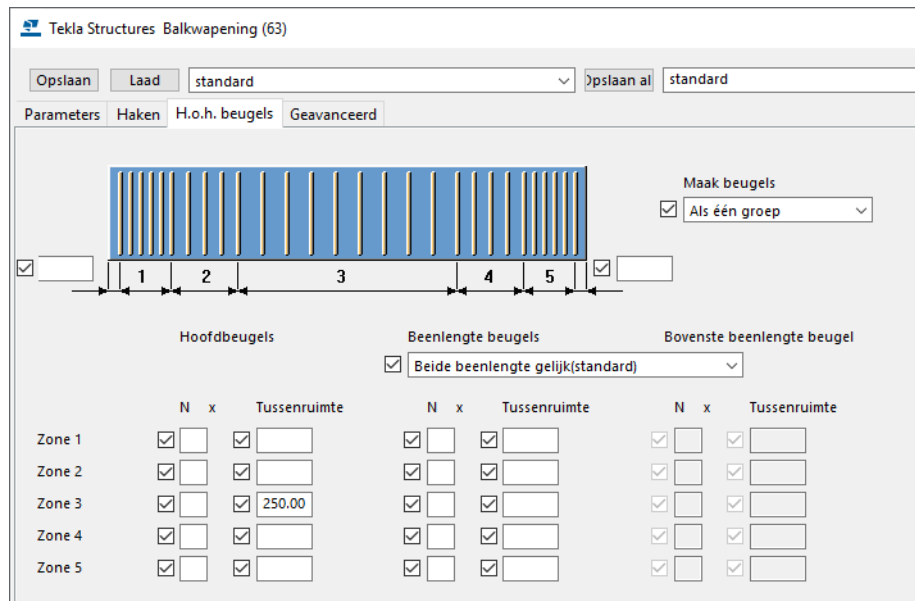 Tekla Structures Balkwapening (63)
Opslaan Laad standard Opslaan al standard
Parameters Haken H.o.h. beugels Geavanceerd
Maak beugels
Als één groep
1 2 3 4 5
Hoofdbeugels Beenlengte beugels Bovenste beenlengte beugel
Beide beenlengte gelijk(standard)
N x Tussenruimte N x Tussenruimte N x Tussenruimte
Zone 1
Zone 2
Zone 3 250.00
Zone 4
Zone 5